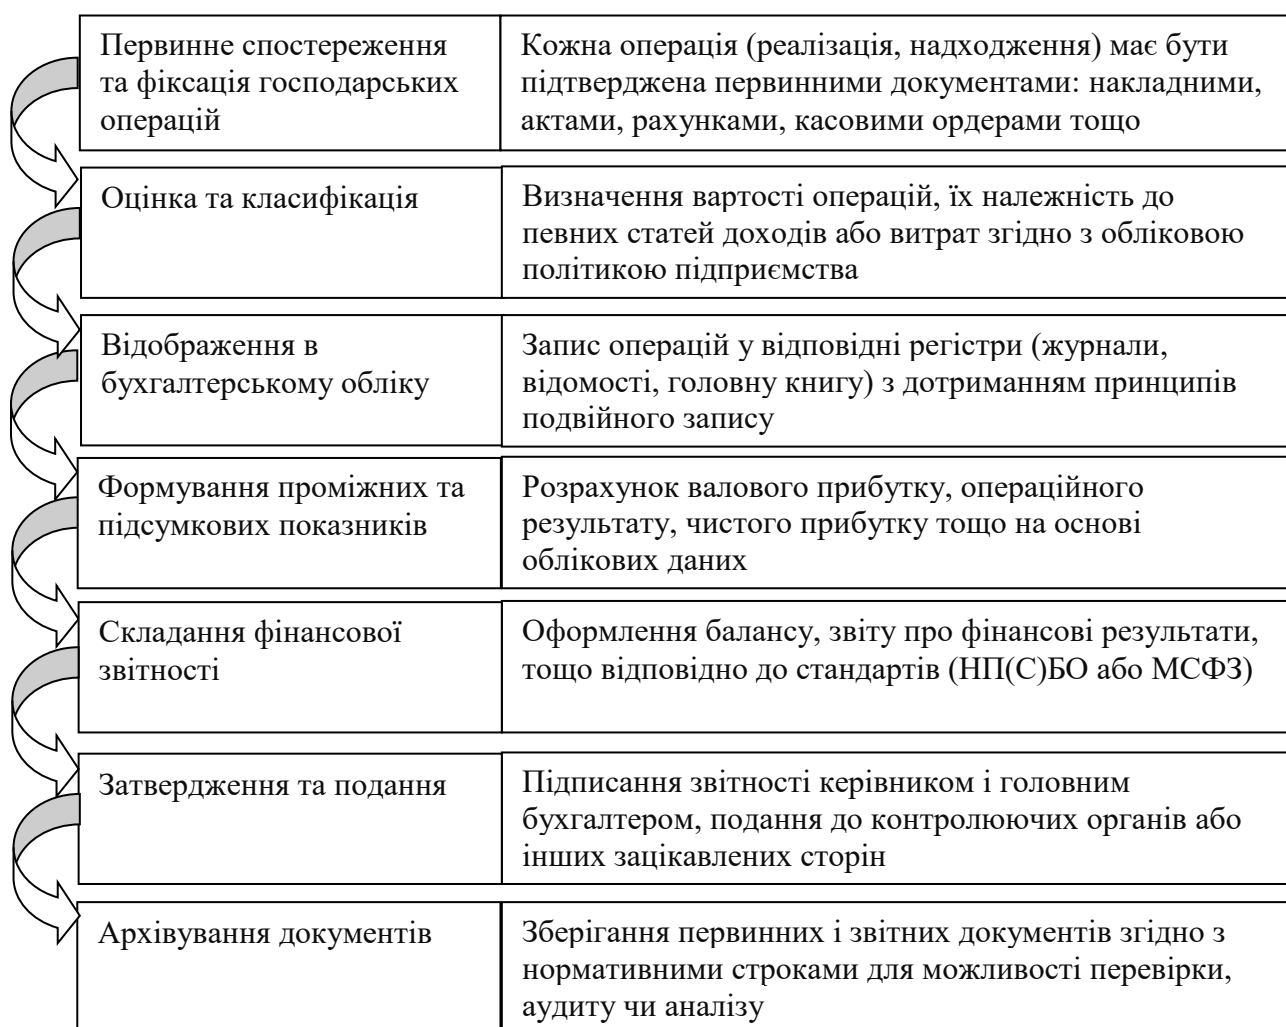 Первинне спостереження
та фіксація господарських
операцій
Кожна операція (реалізація, надходження) має бути
підтверджена первинними документами: накладними,
актами, рахунками, касовими ордерами тощо
Оцінка та класифікація
Визначення вартості операцій, їх належність до
певних статей доходів або витрат згідно з обліковою
політикою підприємства
Відображення в
бухгалтерському обліку
Запис операцій у відповідні регістри (журнали,
відомості, головну книгу) з дотриманням принципів
подвійного запису
Формування проміжних та
підсумкових показників
Розрахунок валового прибутку, операційного
результату, чистого прибутку тощо на основі
облікових даних
Складання фінансової
звітності
Оформлення балансу, звіту про фінансові результати,
тощо відповідно до стандартів (НП(С)БО або МСФЗ)
Затвердження та подання
Підписання звітності керівником і головним
бухгалтером, подання до контролюючих органів або
інших зацікавлених сторін
Архівування документів
Зберігання первинних і звітних документів згідно з
нормативними строками для можливості перевірки,
аудиту чи аналізу